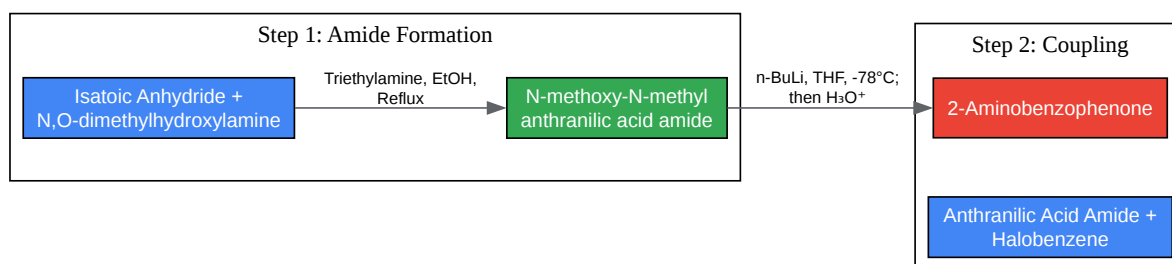 Step 1: Amide Formation
Isatoic Anhydride +
N,O-dimethylhydroxylamine
Triethylamine, EtOH,
Reflux
N-methoxy-N-methyl
anthranilic acid amide
n-BuLi, THF, -78°C;
then H₃O⁺
Step 2: Coupling
2-Aminobenzophenone
Anthranilic Acid Amide +
Halobenzene